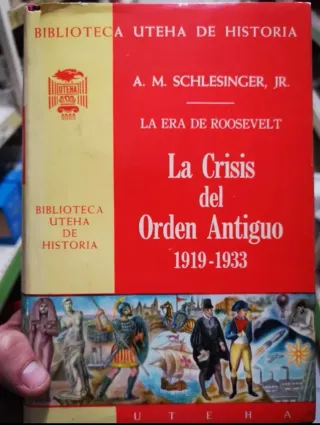 BIBLIOTECA UTEHA DE HISTORIA
UTEHA
A. M. SCHLESINGER, JR.
LA ERA DE ROOSEVELT
La Crisis
del
Orden Antiguo
1919-1933
BIBLIOTECA
UTEHA
DE
HISTORIA
UTEHA